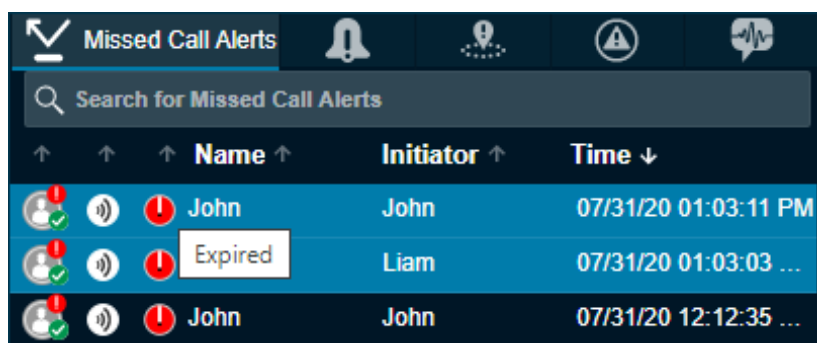 Missed Call Alerts
Search for Missed Call Alerts
Name Initiator Time
John John 07/31/20 01:03:11 PM
Expired Liam 07/31/20 01:03:03 ...
John John 07/31/20 12:12:35 ...